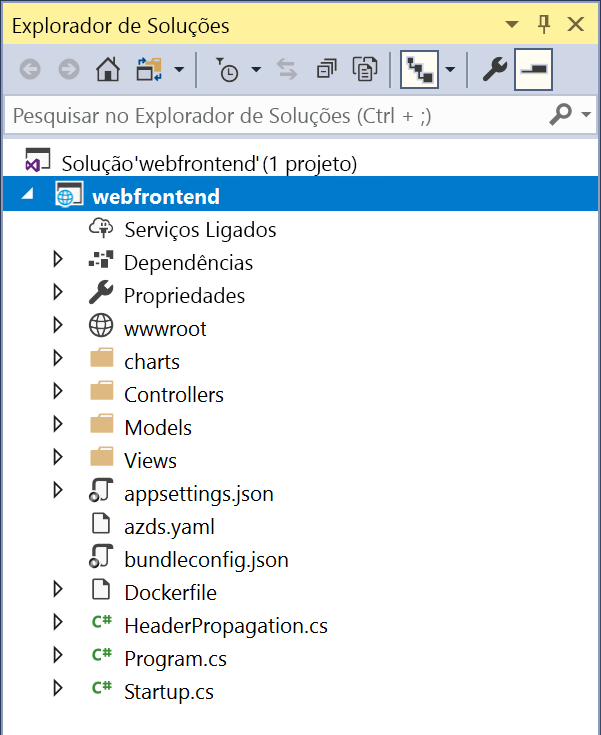 Explorador de Soluções
Pesquisar no Explorador de Soluções (Ctrl + ;)
Solução'webfrontend'(1 projeto)
webfrontend
Serviços Ligados
Dependências
Propriedades
wwwroot
charts
Controllers
Models
Views
appsettings.json
azds.yaml
bundleconfig.json
Dockerfile
C# HeaderPropagation.cs
C# Program.cs
C# Startup.cs